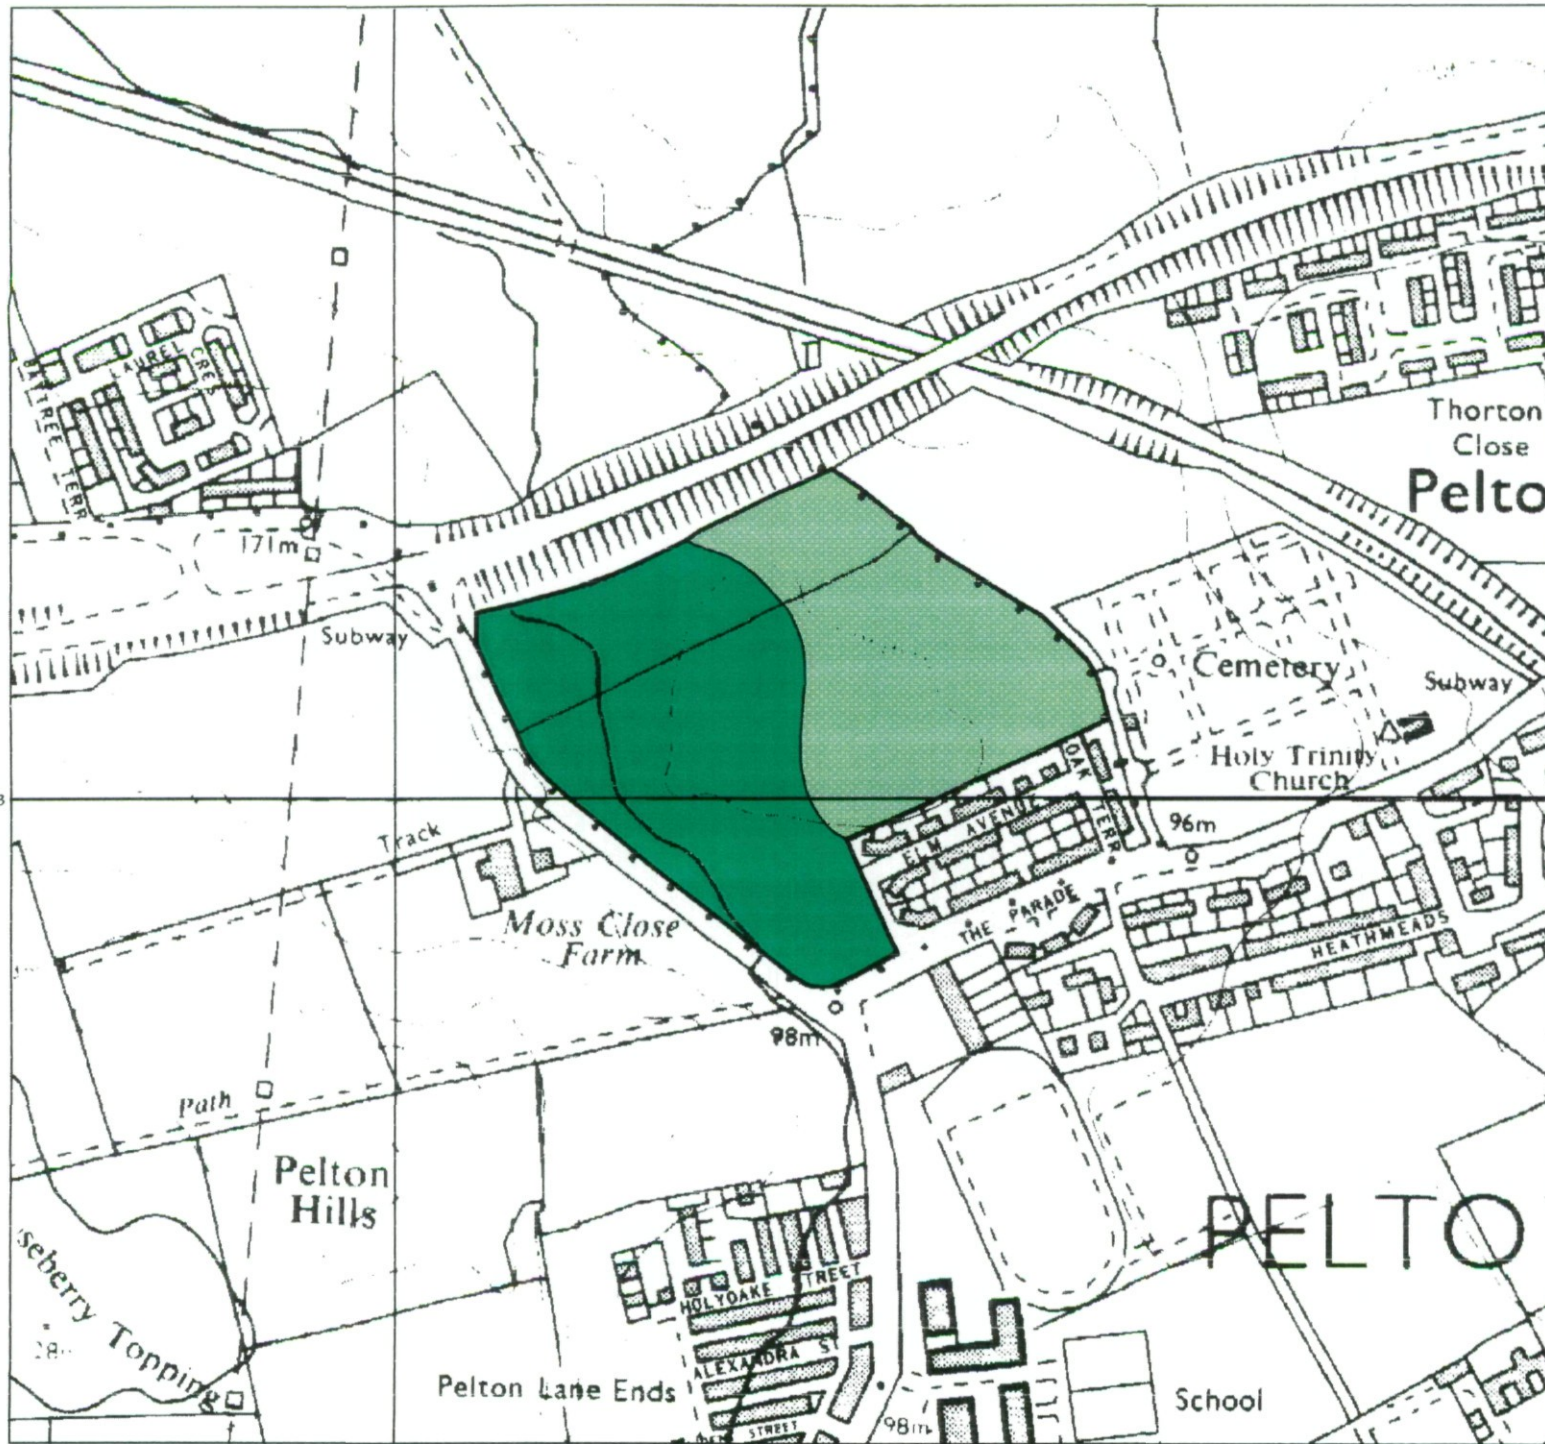 LAUREL CRES
Thorton
Close
Pelto
171m
Subway
Cemetery
Subway
OAK TERR
Holy Trinity
Church
ELM AVENUE
96m
Track
THE PARADE
Moss Close
Farm
HEATHMEADS
98m
Path
Pelton
Hills
PELTO
seberry Topping
HOLYOAKE STREET
ALEXANDRA ST
Pelton Lane Ends
School
STREET
98m